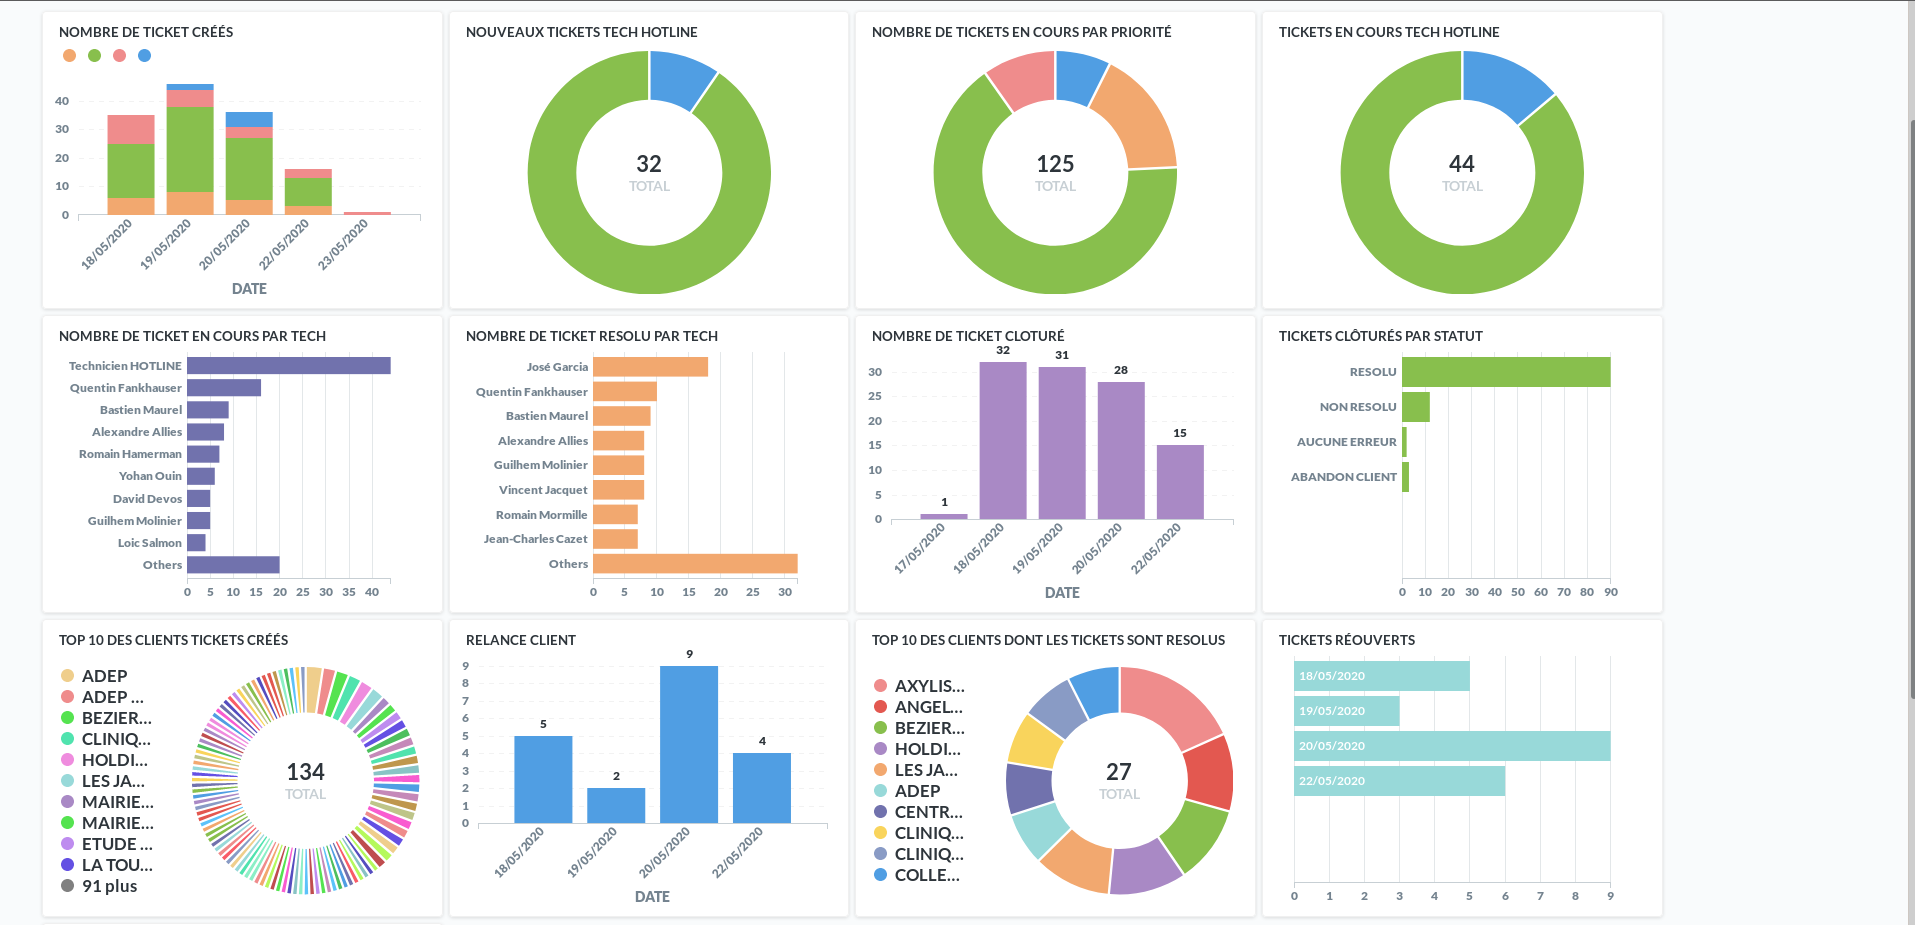 NOMBRE DE TICKET CRÉÉS
40
30
20
10
0
18/05/2020
19/05/2020
20/05/2020
22/05/2020
23/05/2020
DATE
NOUVEAUX TICKETS TECH HOTLINE
32
TOTAL
NOMBRE DE TICKETS EN COURS PAR PRIORITÉ
125
TOTAL
TICKETS EN COURS TECH HOTLINE
44
TOTAL
NOMBRE DE TICKET EN COURS PAR TECH
Technicien HOTLINE
Quentin Fankhauser
Bastien Maurel
Alexandre Allies
Romain Hamerman
Yohan Ouin
David Devos
Guilhem Molinier
Loic Salmon
Others
0 5 10 15 20 25 30 35 40
NOMBRE DE TICKET RESOLU PAR TECH
José Garcia
Quentin Fankhauser
Bastien Maurel
Alexandre Allies
Guilhem Molinier
Vincent Jacquet
Romain Mormille
Jean-Charles Cazet
Others
0 5 10 15 20 25 30
NOMBRE DE TICKET CLOTURÉ
32
31
28
15
1
30
25
20
15
10
5
0
17/05/2020
18/05/2020
19/05/2020
20/05/2020
22/05/2020
DATE
TICKETS CLÔTURÉS PAR STATUT
RESOLU
NON RESOLU
AUCUNE ERREUR
ABANDON CLIENT
0 10 20 30 40 50 60 70 80 90
TOP 10 DES CLIENTS TICKETS CRÉÉS
ADEP
ADEP ...
BEZIER...
CLINIQ...
HOLDI...
LES JA...
MAIRIE...
MAIRIE...
ETUDE ...
LA TOU...
91 plus
134
TOTAL
RELANCE CLIENT
9
8
7
6
5
4
3
2
1
0
5
2
9
4
18/05/2020
19/05/2020
20/05/2020
22/05/2020
DATE
TOP 10 DES CLIENTS DONT LES TICKETS SONT RESOLUS
AXYLIS...
ANGEL...
BEZIER...
HOLDI...
LES JA...
ADEP
CENTR...
CLINIQ...
CLINIQ...
COLLE...
27
TOTAL
TICKETS RÉOUVERTS
18/05/2020
19/05/2020
20/05/2020
22/05/2020
0 1 2 3 4 5 6 7 8 9